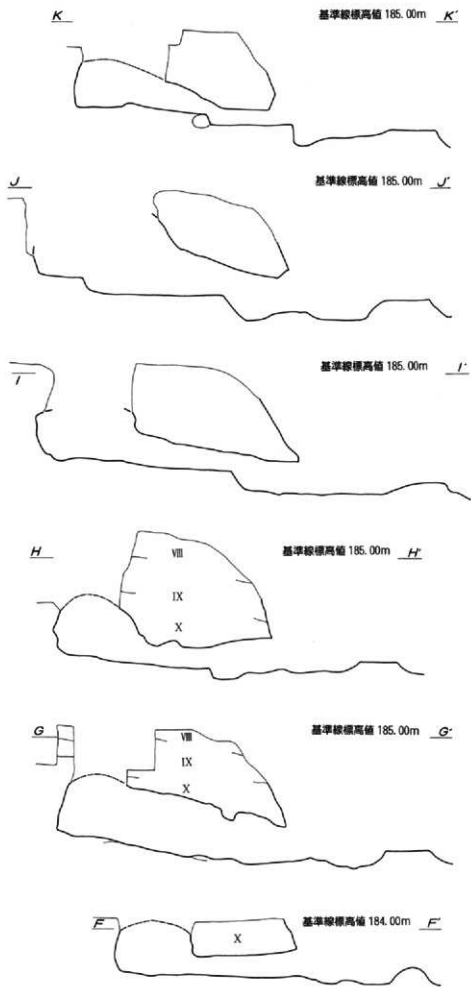 K 基準線標高値 185.00m K'
J 基準線標高値 185.00m J'
I 基準線標高値 185.00m I'
H 基準線標高値 185.00m H'
VIII
IX
X
G 基準線標高値 185.00m G'
VIII
IX
X
F 基準線標高値 184.00m F'
X